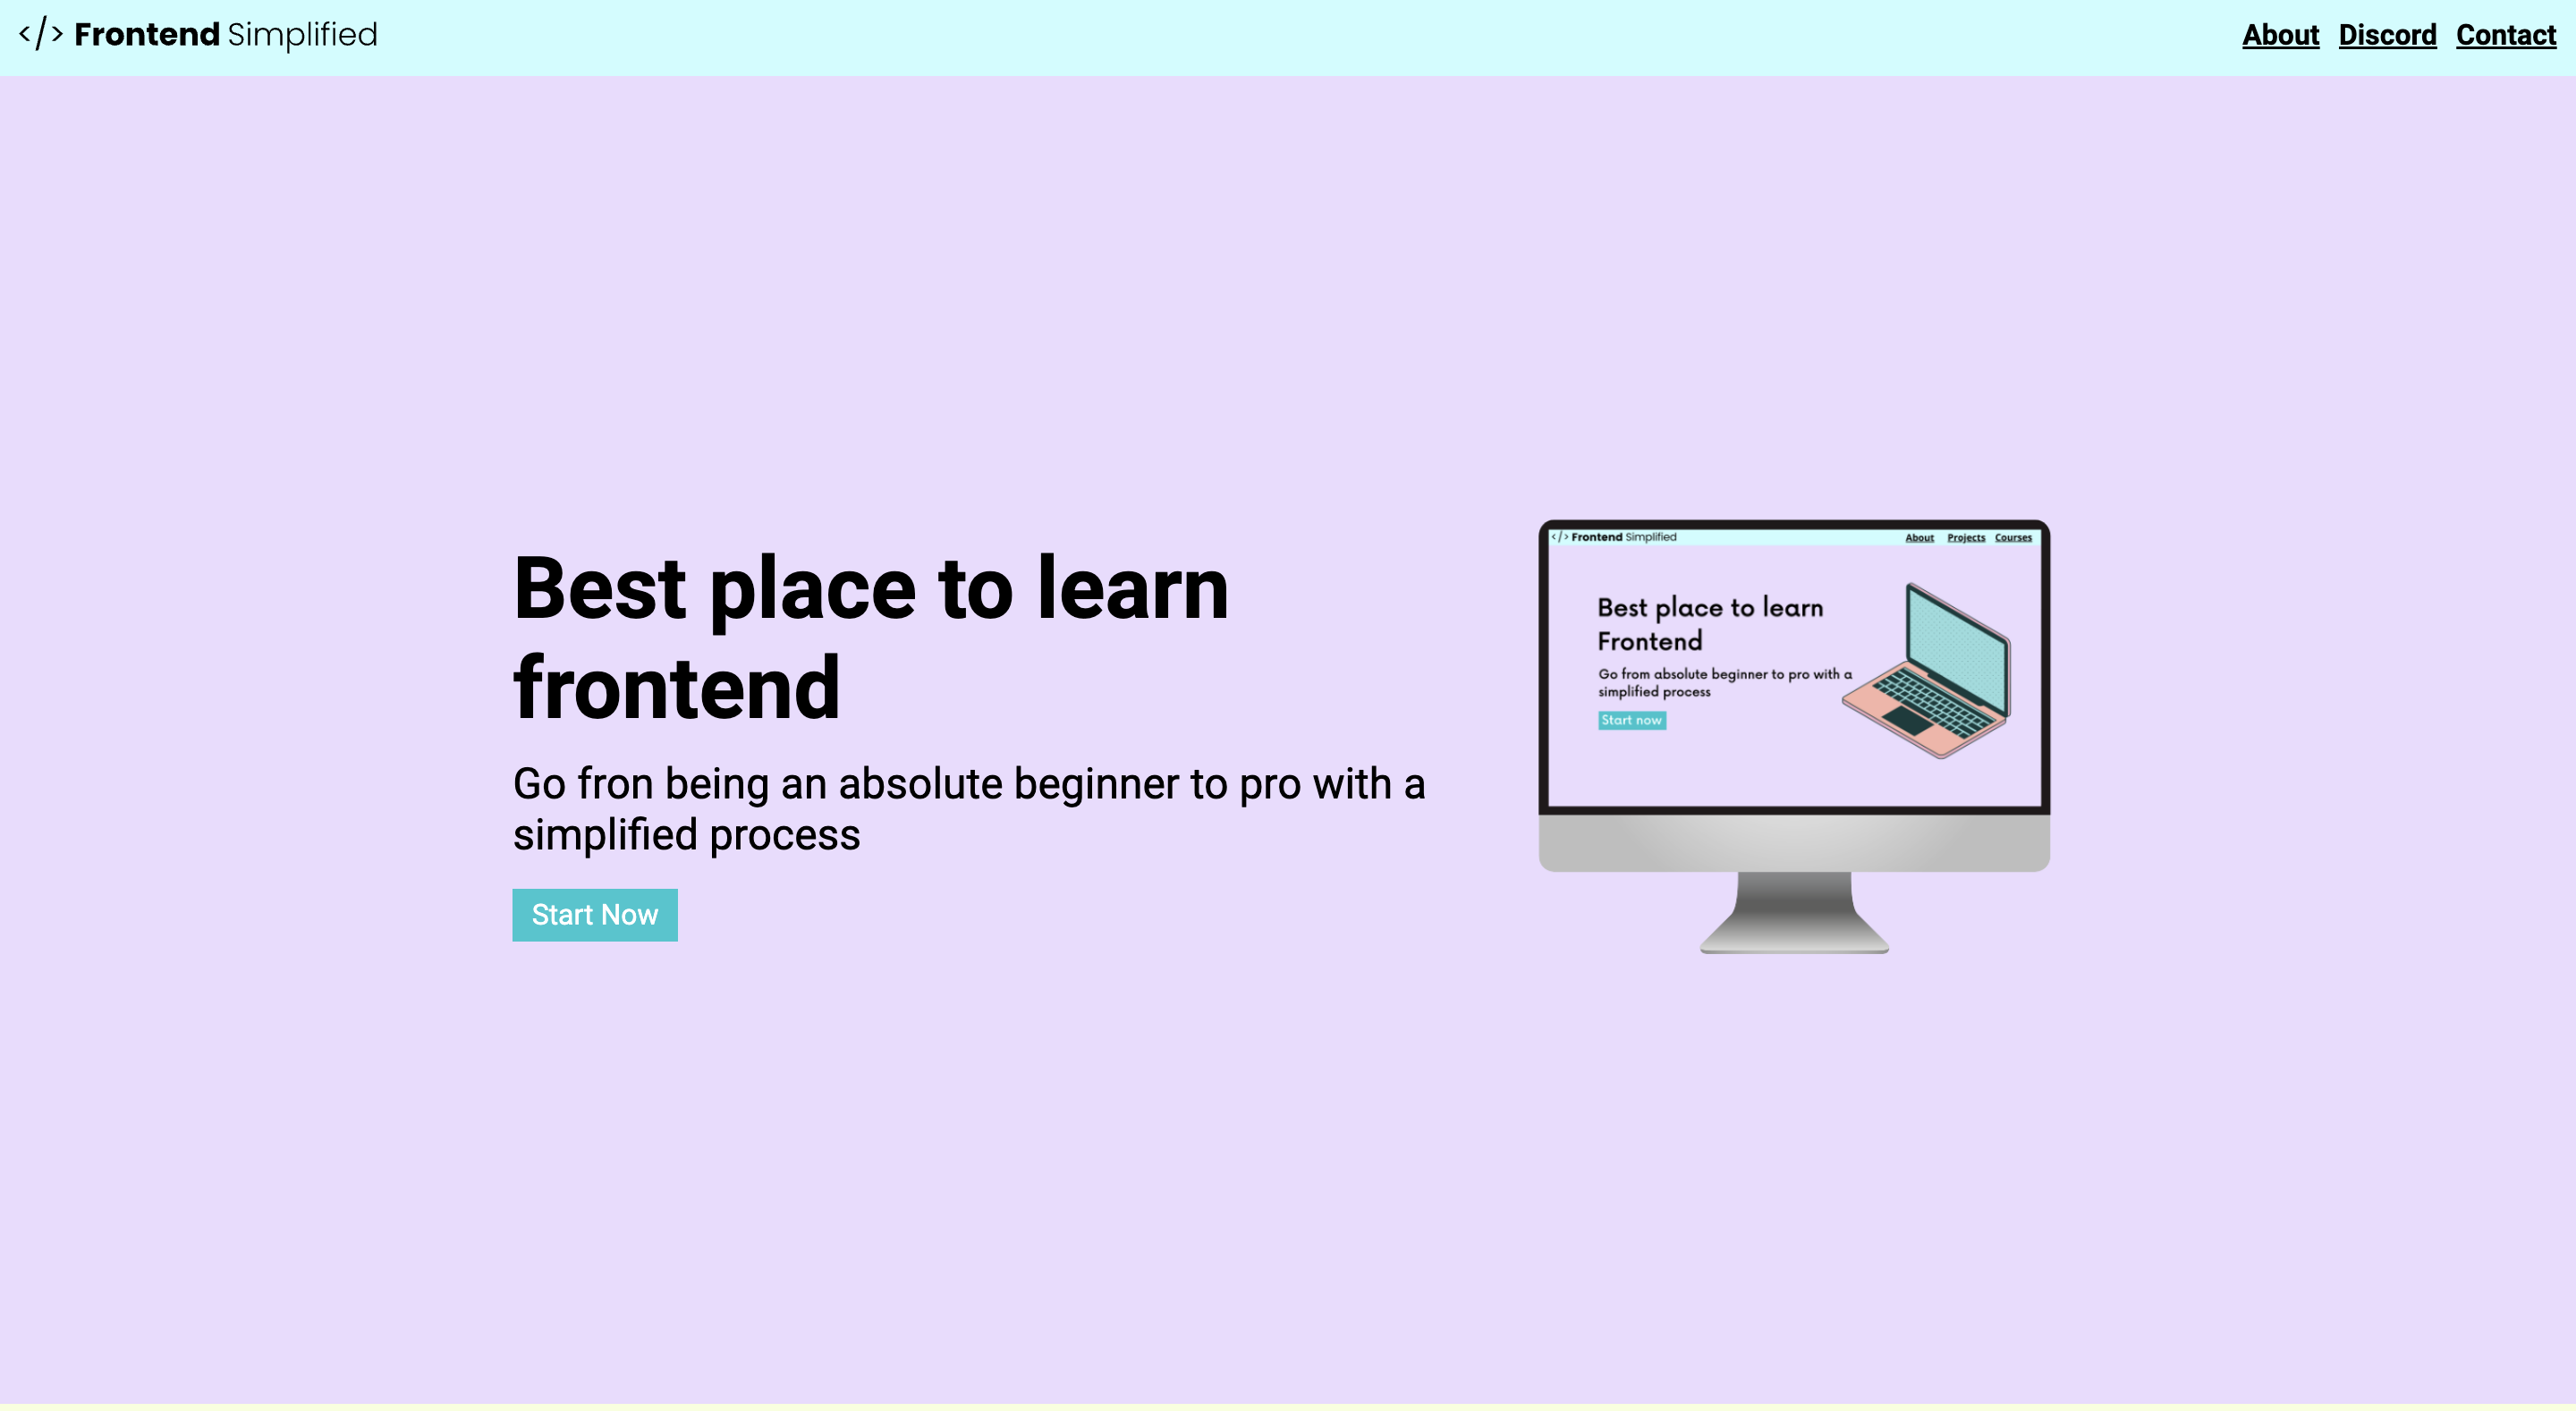 </> Frontend Simplified
About Discord Contact
Best place to learn
frontend
Go fron being an absolute beginner to pro with a
simplified process
Start Now
</> Frontend Simplified
About Projects Courses
Best place to learn
Frontend
Go from absolute beginner to pro with a
simplified process
Start now